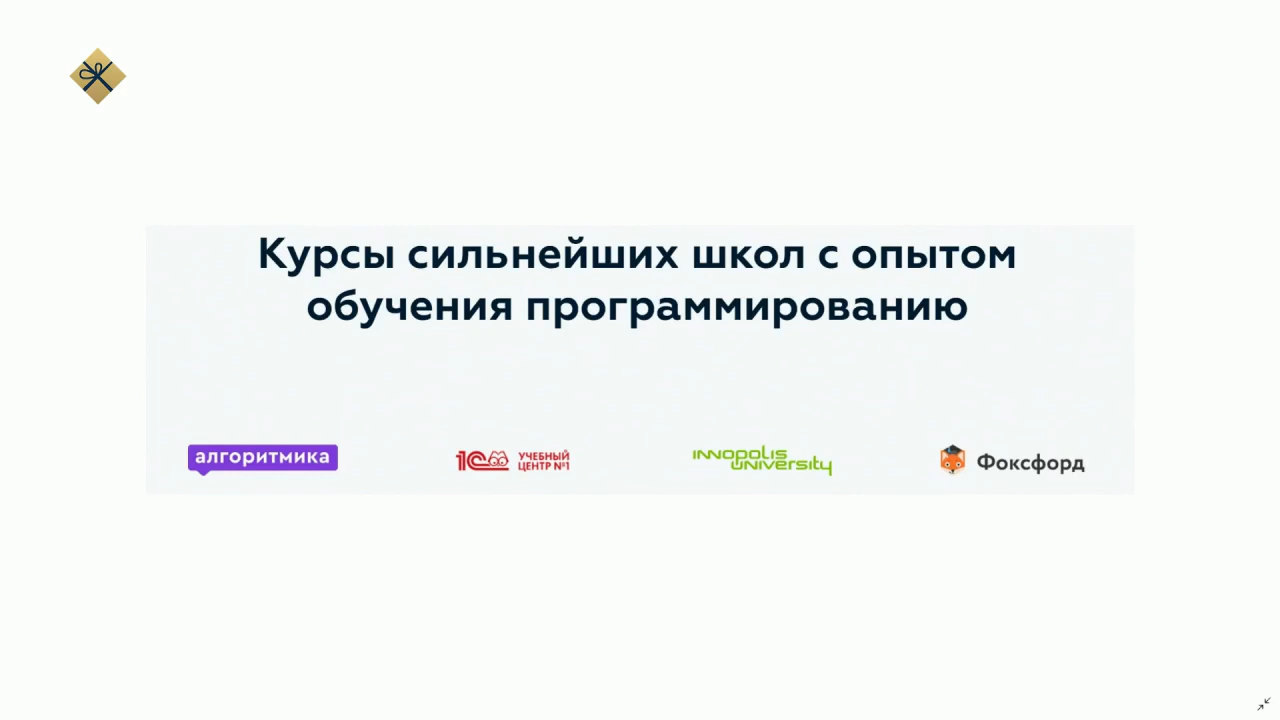 Курсы сильнейших школ с опытом
обучения программированию
алгоритмика
1С УЧЕБНЫЙ
ЦЕНТР №1
INNOPOLIS
UNIVERSITY
Фоксфорд